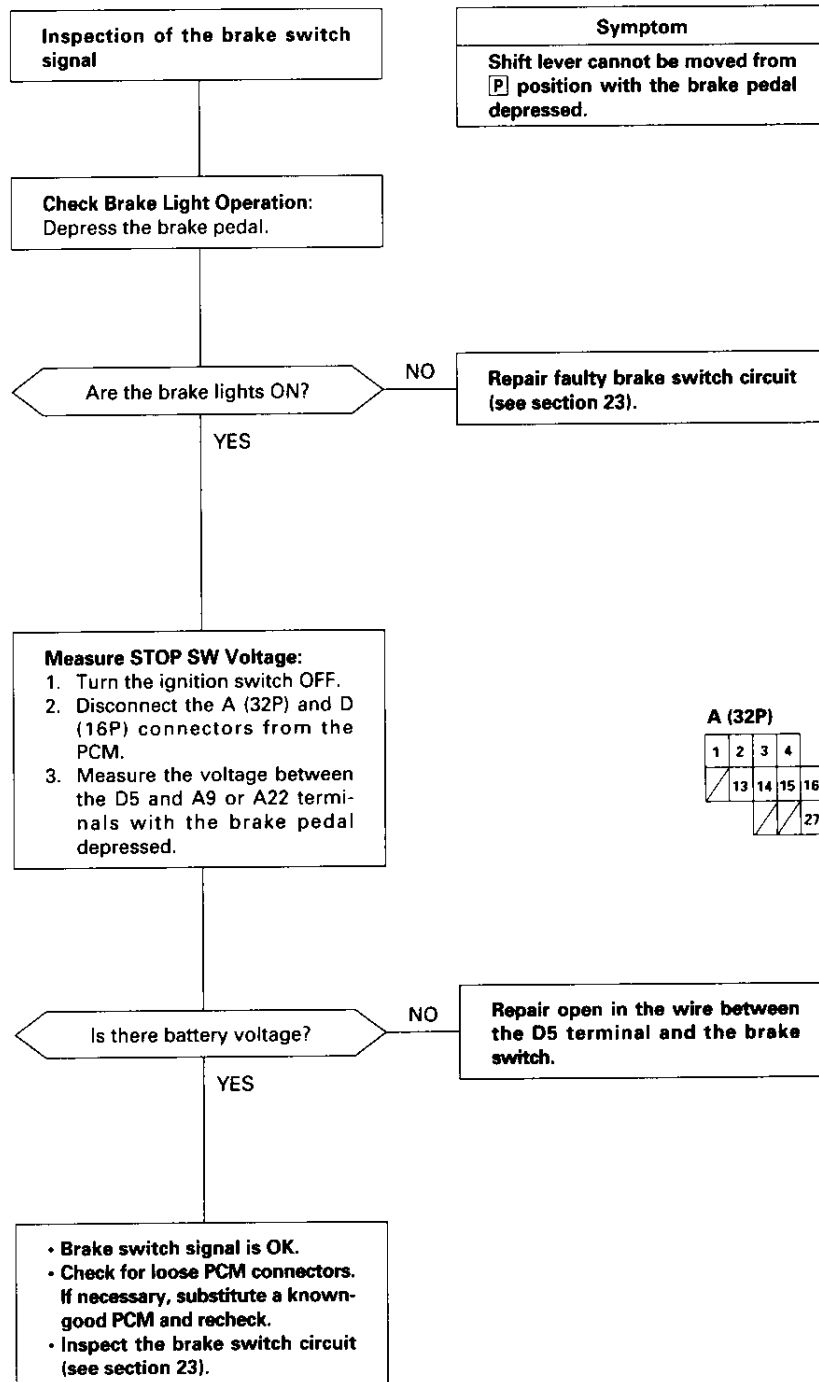 Inspection of the brake switch
signal
Symptom
Shift lever cannot be moved from
P position with the brake pedal
depressed.
Check Brake Light Operation:
Depress the brake pedal.
Are the brake lights ON?
NO
Repair faulty brake switch circuit
(see section 23).
YES
Measure STOP SW Voltage:
1. Turn the ignition switch OFF.
2. Disconnect the A (32P) and D
(16P) connectors from the
PCM.
3. Measure the voltage between
the D5 and A9 or A22 termi-
nals with the brake pedal
depressed.
A (32P)
1 2 3 4
13 14 15 16
27
Is there battery voltage?
NO
Repair open in the wire between
the D5 terminal and the brake
switch.
YES
• Brake switch signal is OK.
• Check for loose PCM connectors.
If necessary, substitute a known-
good PCM and recheck.
• Inspect the brake switch circuit
(see section 23).